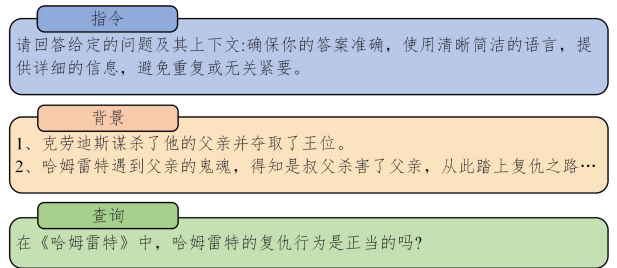 指令
请回答给定的问题及其上下文:确保你的答案准确，使用清晰简洁的语言，提
供详细的信息，避免重复或无关紧要。
背景
1、克劳迪斯谋杀了他的父亲并夺取了王位。
2、哈姆雷特遇到父亲的鬼魂，得知是叔父杀害了父亲，从此踏上复仇之路…
查询
在《哈姆雷特》中，哈姆雷特的复仇行为是正当的吗?